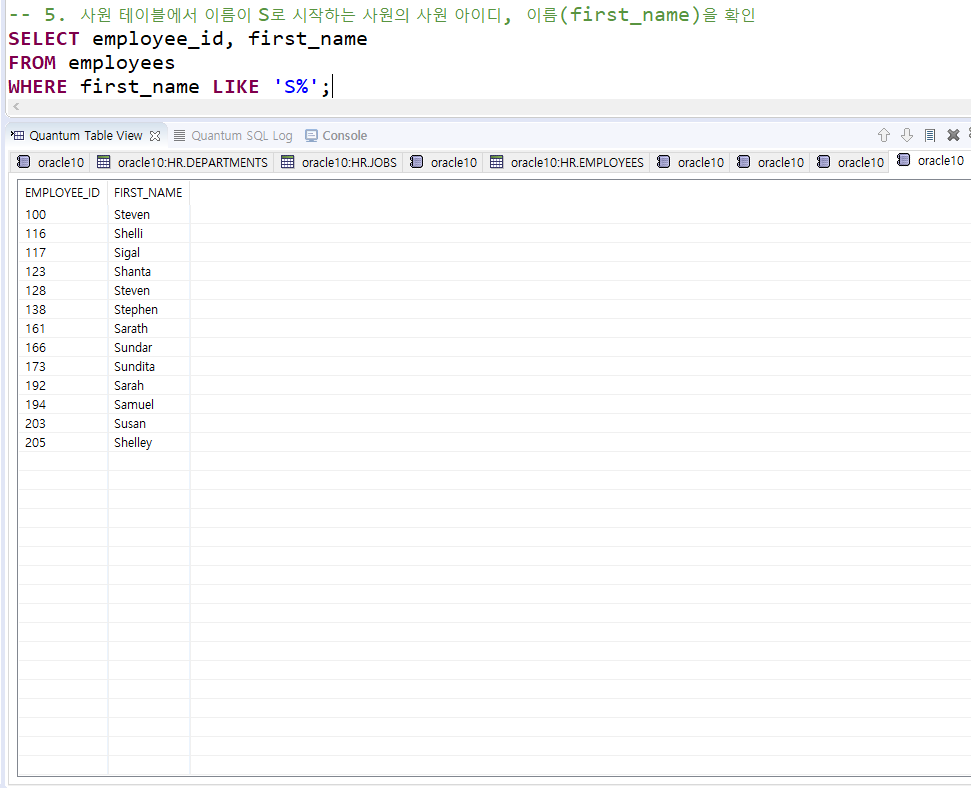 -- 5. 사원 테이블에서 이름이 S로 시작하는 사원의 사원 아이디, 이름(first_name)을 확인
SELECT employee_id, first_name
FROM employees
WHERE first_name LIKE 'S%';
Quantum Table View Quantum SQL Log Console
oracle10 oracle10:HR.DEPARTMENTS oracle10:HR.JOBS oracle10 oracle10:HR.EMPLOYEES oracle10 oracle10 oracle10 oracle10
EMPLOYEE_ID FIRST_NAME
100 Steven
116 Shelli
117 Sigal
123 Shanta
128 Steven
138 Stephen
161 Sarath
166 Sundar
173 Sundita
192 Sarah
194 Samuel
203 Susan
205 Shelley